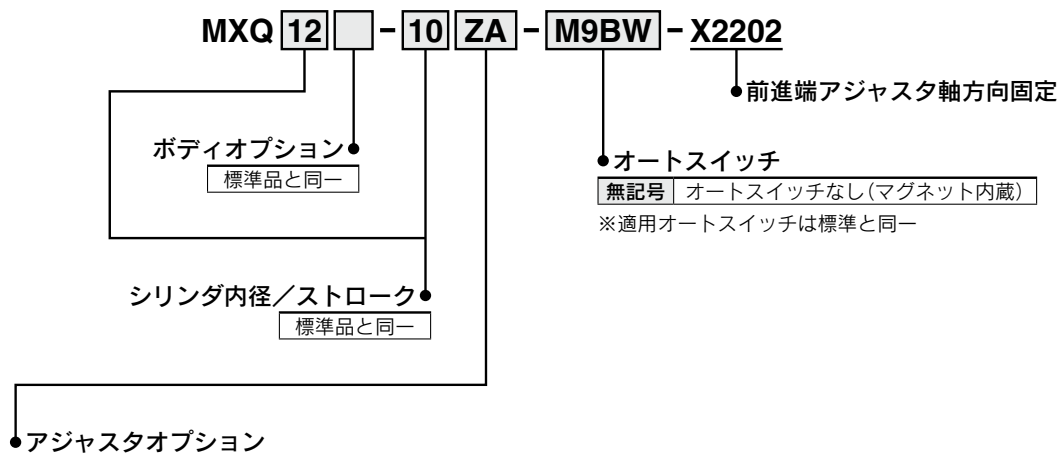 MXQ 12 - 10 ZA - M9BW - X2202
前進端アジャスタ軸方向固定
ボディオプション
標準品と同一
オートスイッチ
無記号 オートスイッチなし(マグネット内蔵)
※適用オートスイッチは標準と同一
シリンダ内径／ストローク
標準品と同一
アジャスタオプション